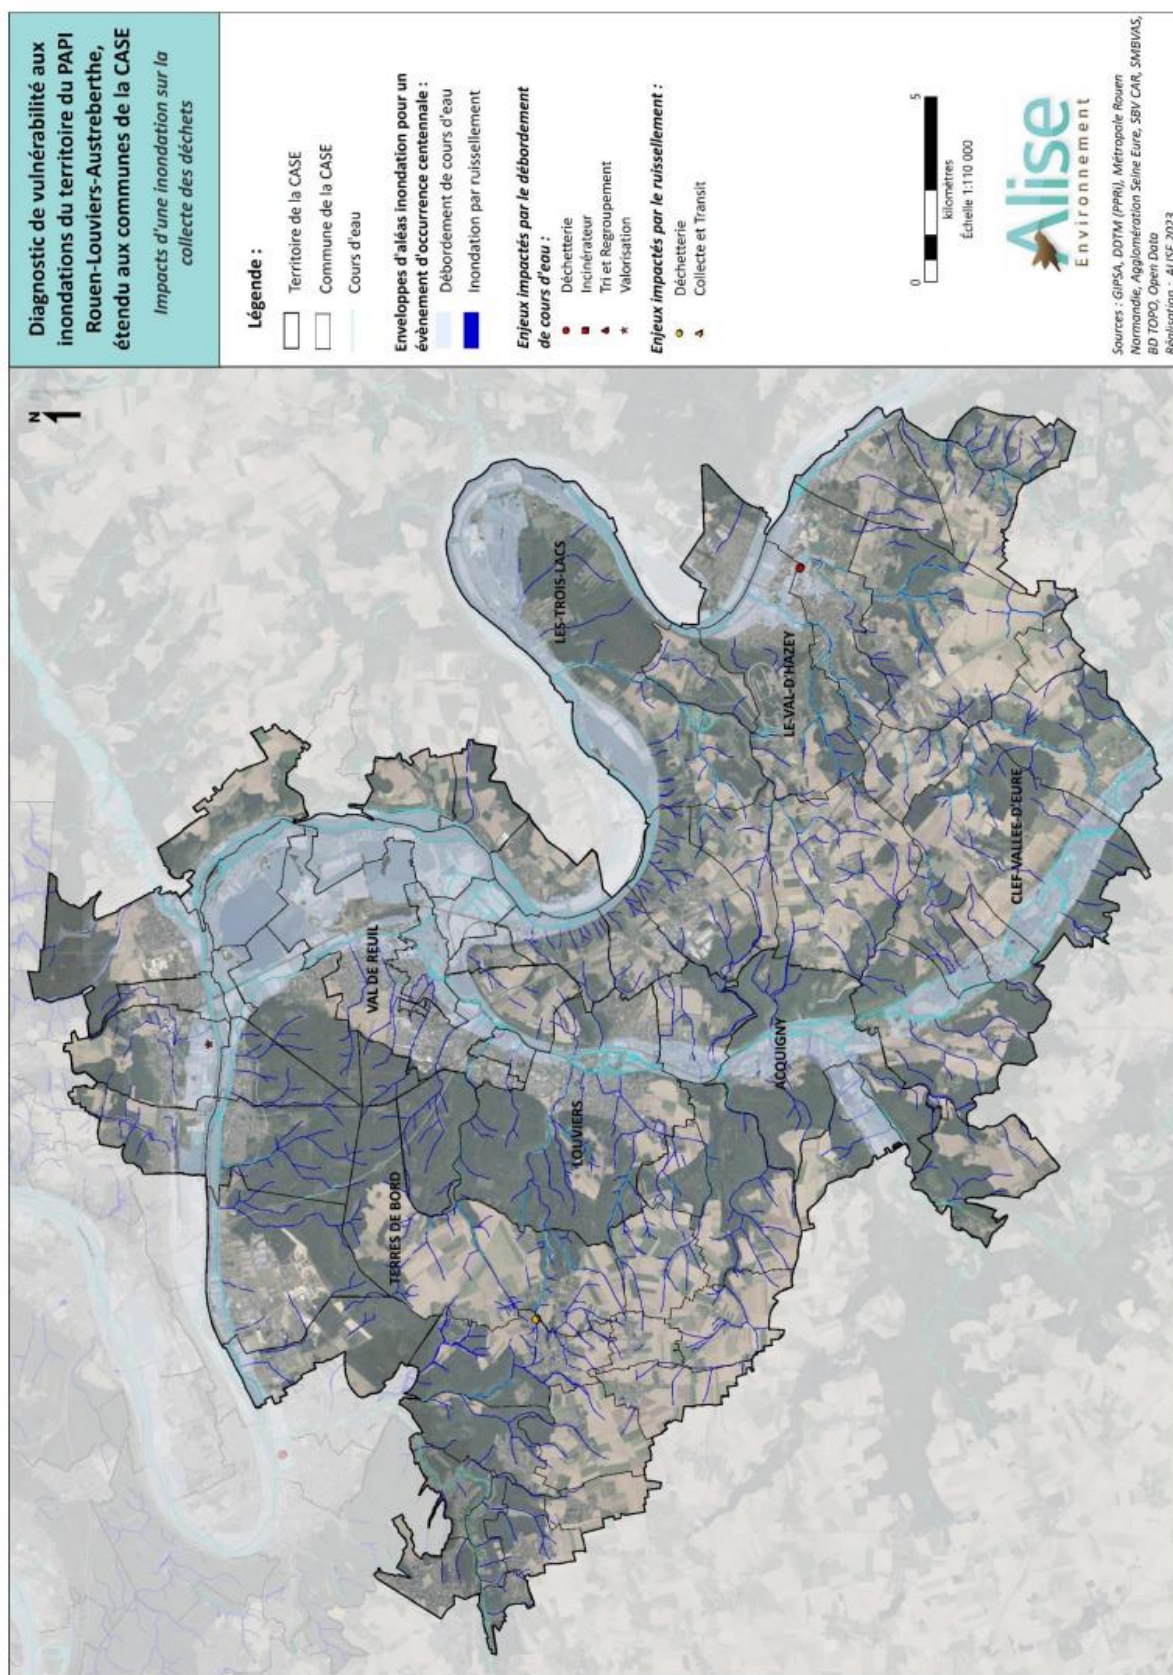 Diagnostic de vulnérabilité aux
inondations du territoire du PAPI
Rouen-Louviers-Austreberthe,
étendu aux communes de la CASE
Impacts d'une inondation sur la
collecte des déchets
Légende :
Territoire de la CASE
Commune de la CASE
Cours d'eau
Enveloppes d'aléas inondation pour un
évènement d'occurrence centennale :
Débordement de cours d'eau
Inondation par ruissellement
Enjeux impactés par le débordement
de cours d'eau :
Déchetterie
Incinérateur
Tri et Regroupement
Valorisation
Enjeux impactés par le ruissellement :
Déchetterie
Collecte et Transit
0 5
kilomètres
Échelle 1:110 000
Alise
Environnement
Sources : GIPSA, DDTM (PPRi), Métropole Rouen
Normandie, Agglomération Seine Eure, SBV CAR, SMBVAS,
BD TOPO, Open Data
Réalisation : ALISE 2023
N
LES-TROIS-LACS
VAL DE REUIL
LE-VAL-D'HAZEY
TERRES DE BORD
LOUVIERS
ACQUIGNY
CLEF-VALLEE-D'EURE